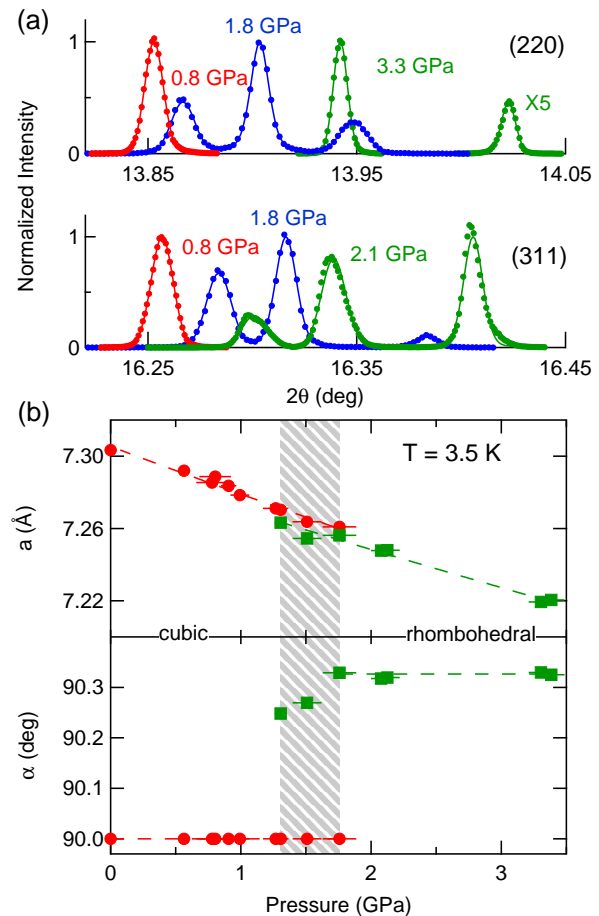 (a)
1.8 GPa
(220)
3.3 GPa
0.8 GPa
X5
1
0
13.85
13.95
14.05
Normalized Intensity
1.8 GPa
0.8 GPa
2.1 GPa
(311)
1
0
16.25
16.35
16.45
2θ (deg)
(b)
T = 3.5 K
7.30
7.26
7.22
a (Å)
cubic
rhombohedral
90.3
90.2
90.1
90.0
α (deg)
0
1
2
3
Pressure (GPa)